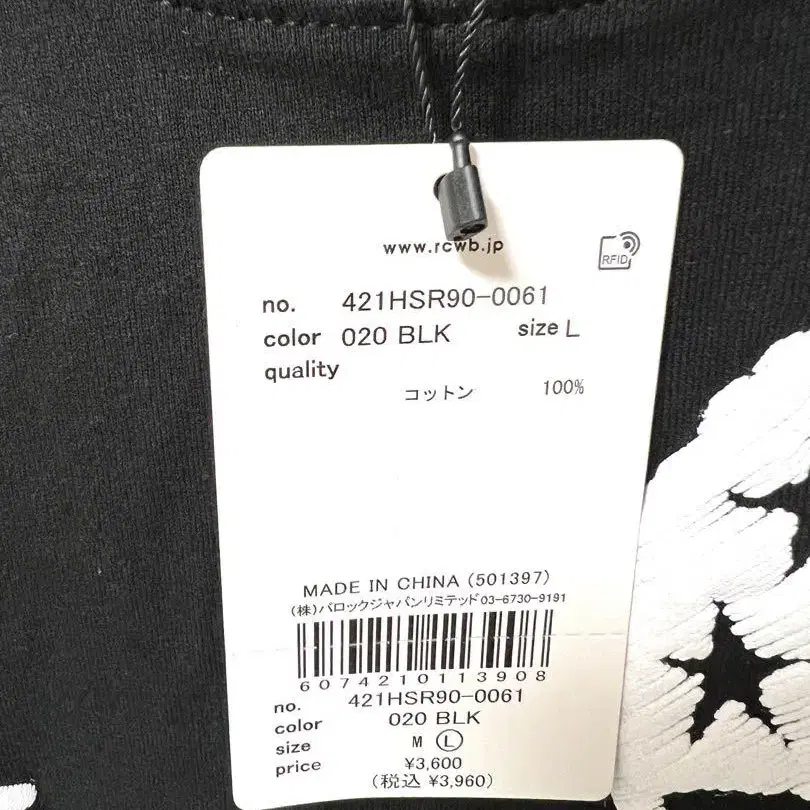 www.rcwb.jp
RFID
no. 421HSR90-0061
color 020 BLK size L
quality
コットン 100%
MADE IN CHINA (501397)
(株)バロックジャパンリミテッド03-6730-9191
6074210113908
no. 421HSR90-0061
color 020 BLK
size M Ⓛ
price ¥3,600
(税込 ¥3,960)